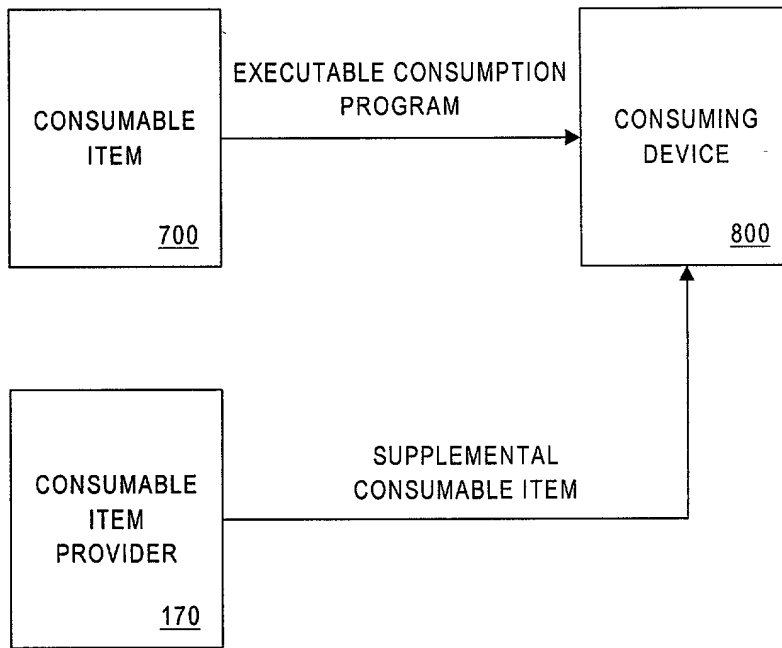 EXECUTABLE CONSUMPTION
PROGRAM
CONSUMABLE
ITEM
700
CONSUMING
DEVICE
800
SUPPLEMENTAL
CONSUMABLE ITEM
CONSUMABLE
ITEM
PROVIDER
170